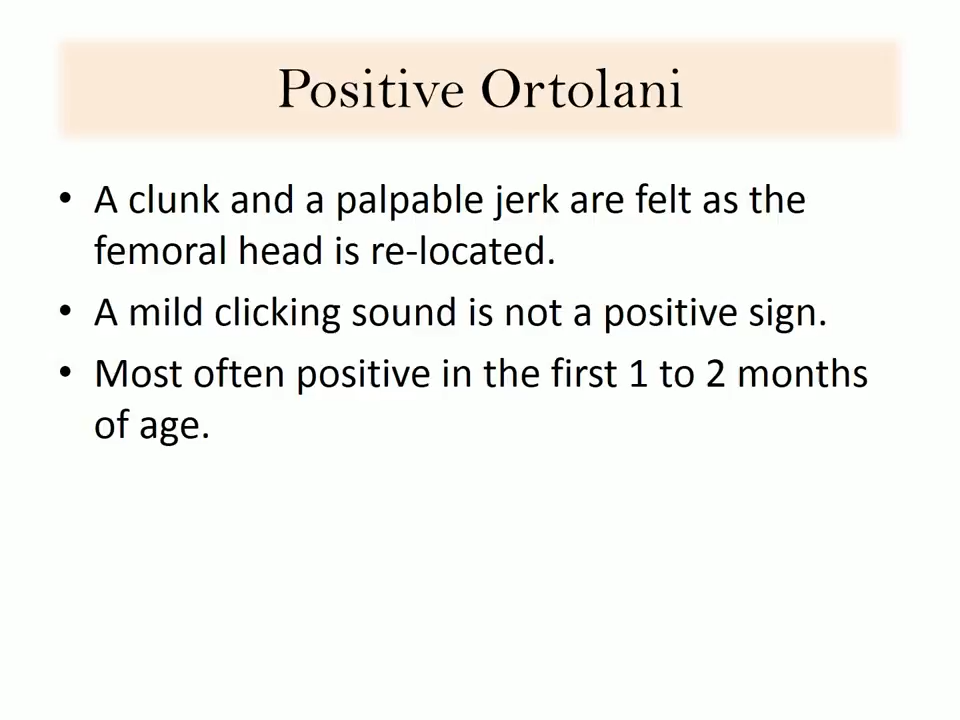 Positive Ortolani
• A clunk and a palpable jerk are felt as the
femoral head is re-located.
• A mild clicking sound is not a positive sign.
• Most often positive in the first 1 to 2 months
of age.